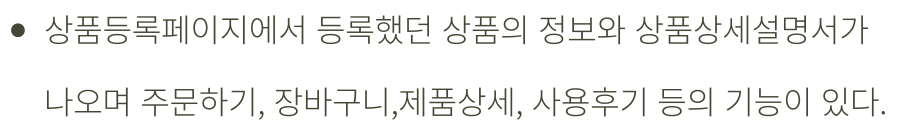 ● 상품등록페이지에서 등록했던 상품의 정보와 상품상세설명서가
나오며 주문하기, 장바구니,제품상세, 사용후기 등의 기능이 있다.